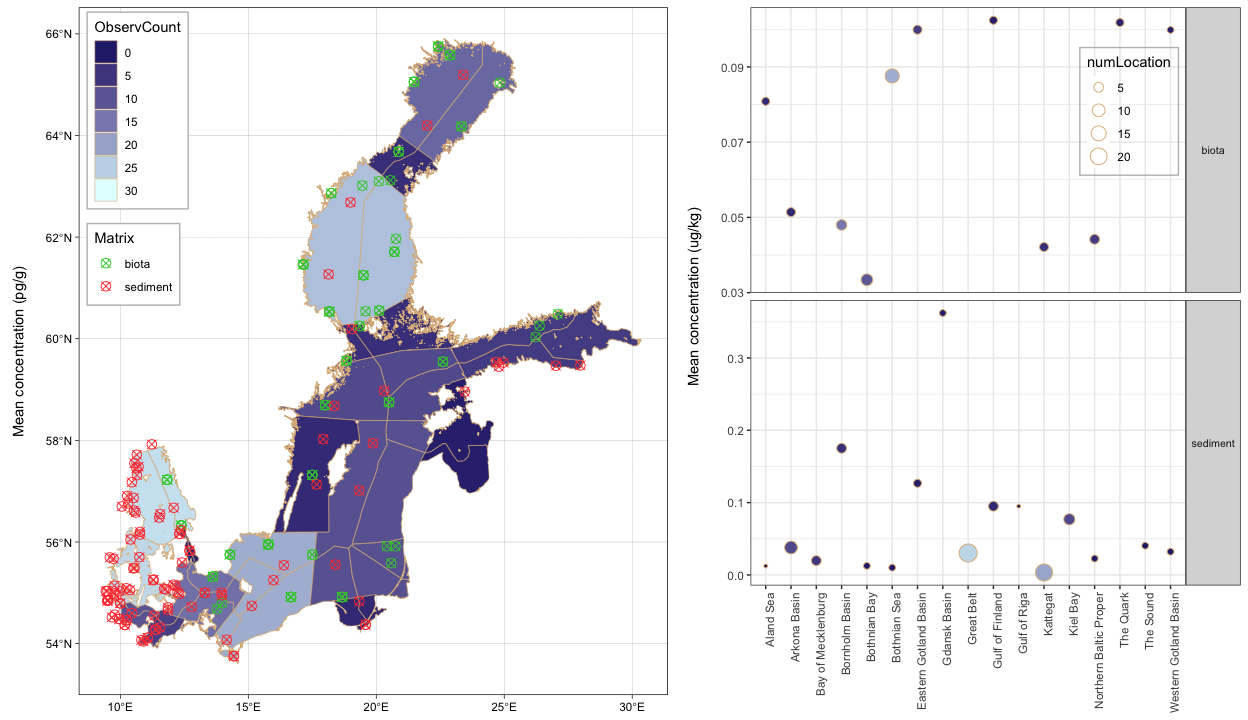 Mean concentration (pg/g)
66°N
64°N
62°N
60°N
58°N
56°N
54°N
10°E
15°E
20°E
25°E
30°E
ObservCount
0
5
10
15
20
25
30
Matrix
biota
sediment
Mean concentration (ug/kg)
0.09
0.07
0.05
0.03
0.3
0.2
0.1
0.0
numLocation
5
10
15
20
biota
sediment
Aland Sea
Arkona Basin
Bay of Mecklenburg
Bornholm Basin
Bothnian Bay
Bothnian Sea
Eastern Gotland Basin
Gdansk Basin
Great Belt
Gulf of Finland
Gulf of Riga
Kattegat
Kiel Bay
Northern Baltic Proper
The Quark
The Sound
Western Gotland Basin